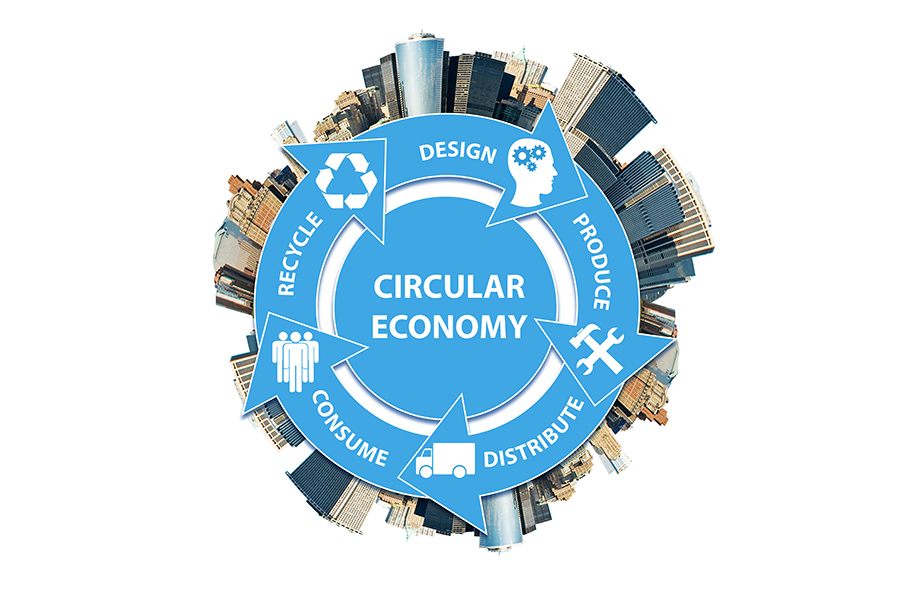 CIRCULAR
ECONOMY
DESIGN
PRODUCE
DISTRIBUTE
CONSUME
RECYCLE